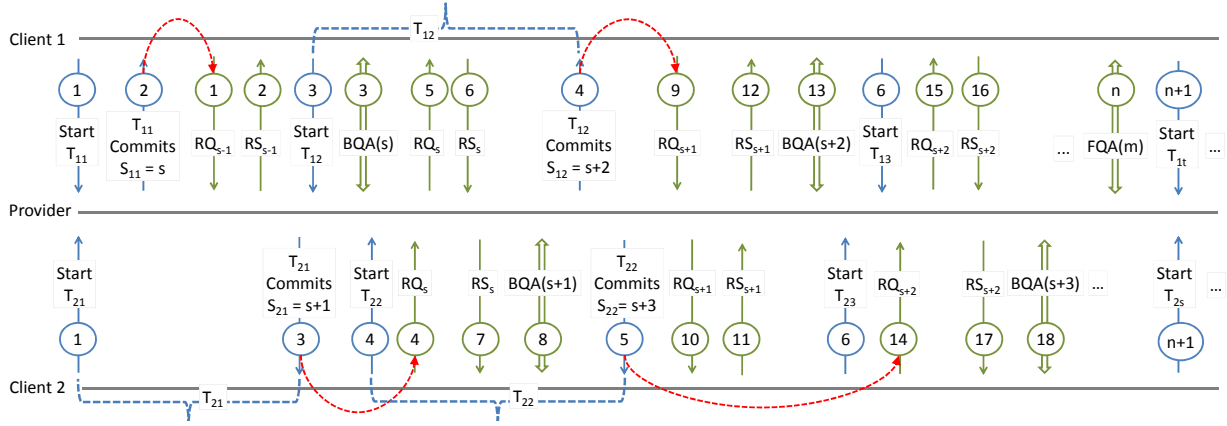 T₁₂
Client 1
1 2 1 2 3 3 5 6 4 9 12 13 6 15 16 n n+1
Start
T₁₁
T₁₁
Commits
S₁₁ = s
RQₛ₋₁
RSₛ₋₁
Start
T₁₂
BQA(s)
RQₛ
RSₛ
T₁₂
Commits
S₁₂ = s+2
RQₛ₊₁
RSₛ₊₁
BQA(s+2)
Start
T₁₃
RQₛ₊₂
RSₛ₊₂
...
FQA(m)
Start
T₁ₜ
...
Provider
Start
T₂₁
T₂₁
Commits
S₂₁ = s+1
Start
T₂₂
RQₛ
RSₛ
BQA(s+1)
T₂₂
Commits
S₂₂= s+3
RQₛ₊₁
RSₛ₊₁
Start
T₂₃
RQₛ₊₂
RSₛ₊₂
BQA(s+3)
...
Start
T₂ₛ
...
1 3 4 4 7 8 5 10 11 6 14 17 18 n+1
Client 2
T₂₁
T₂₂